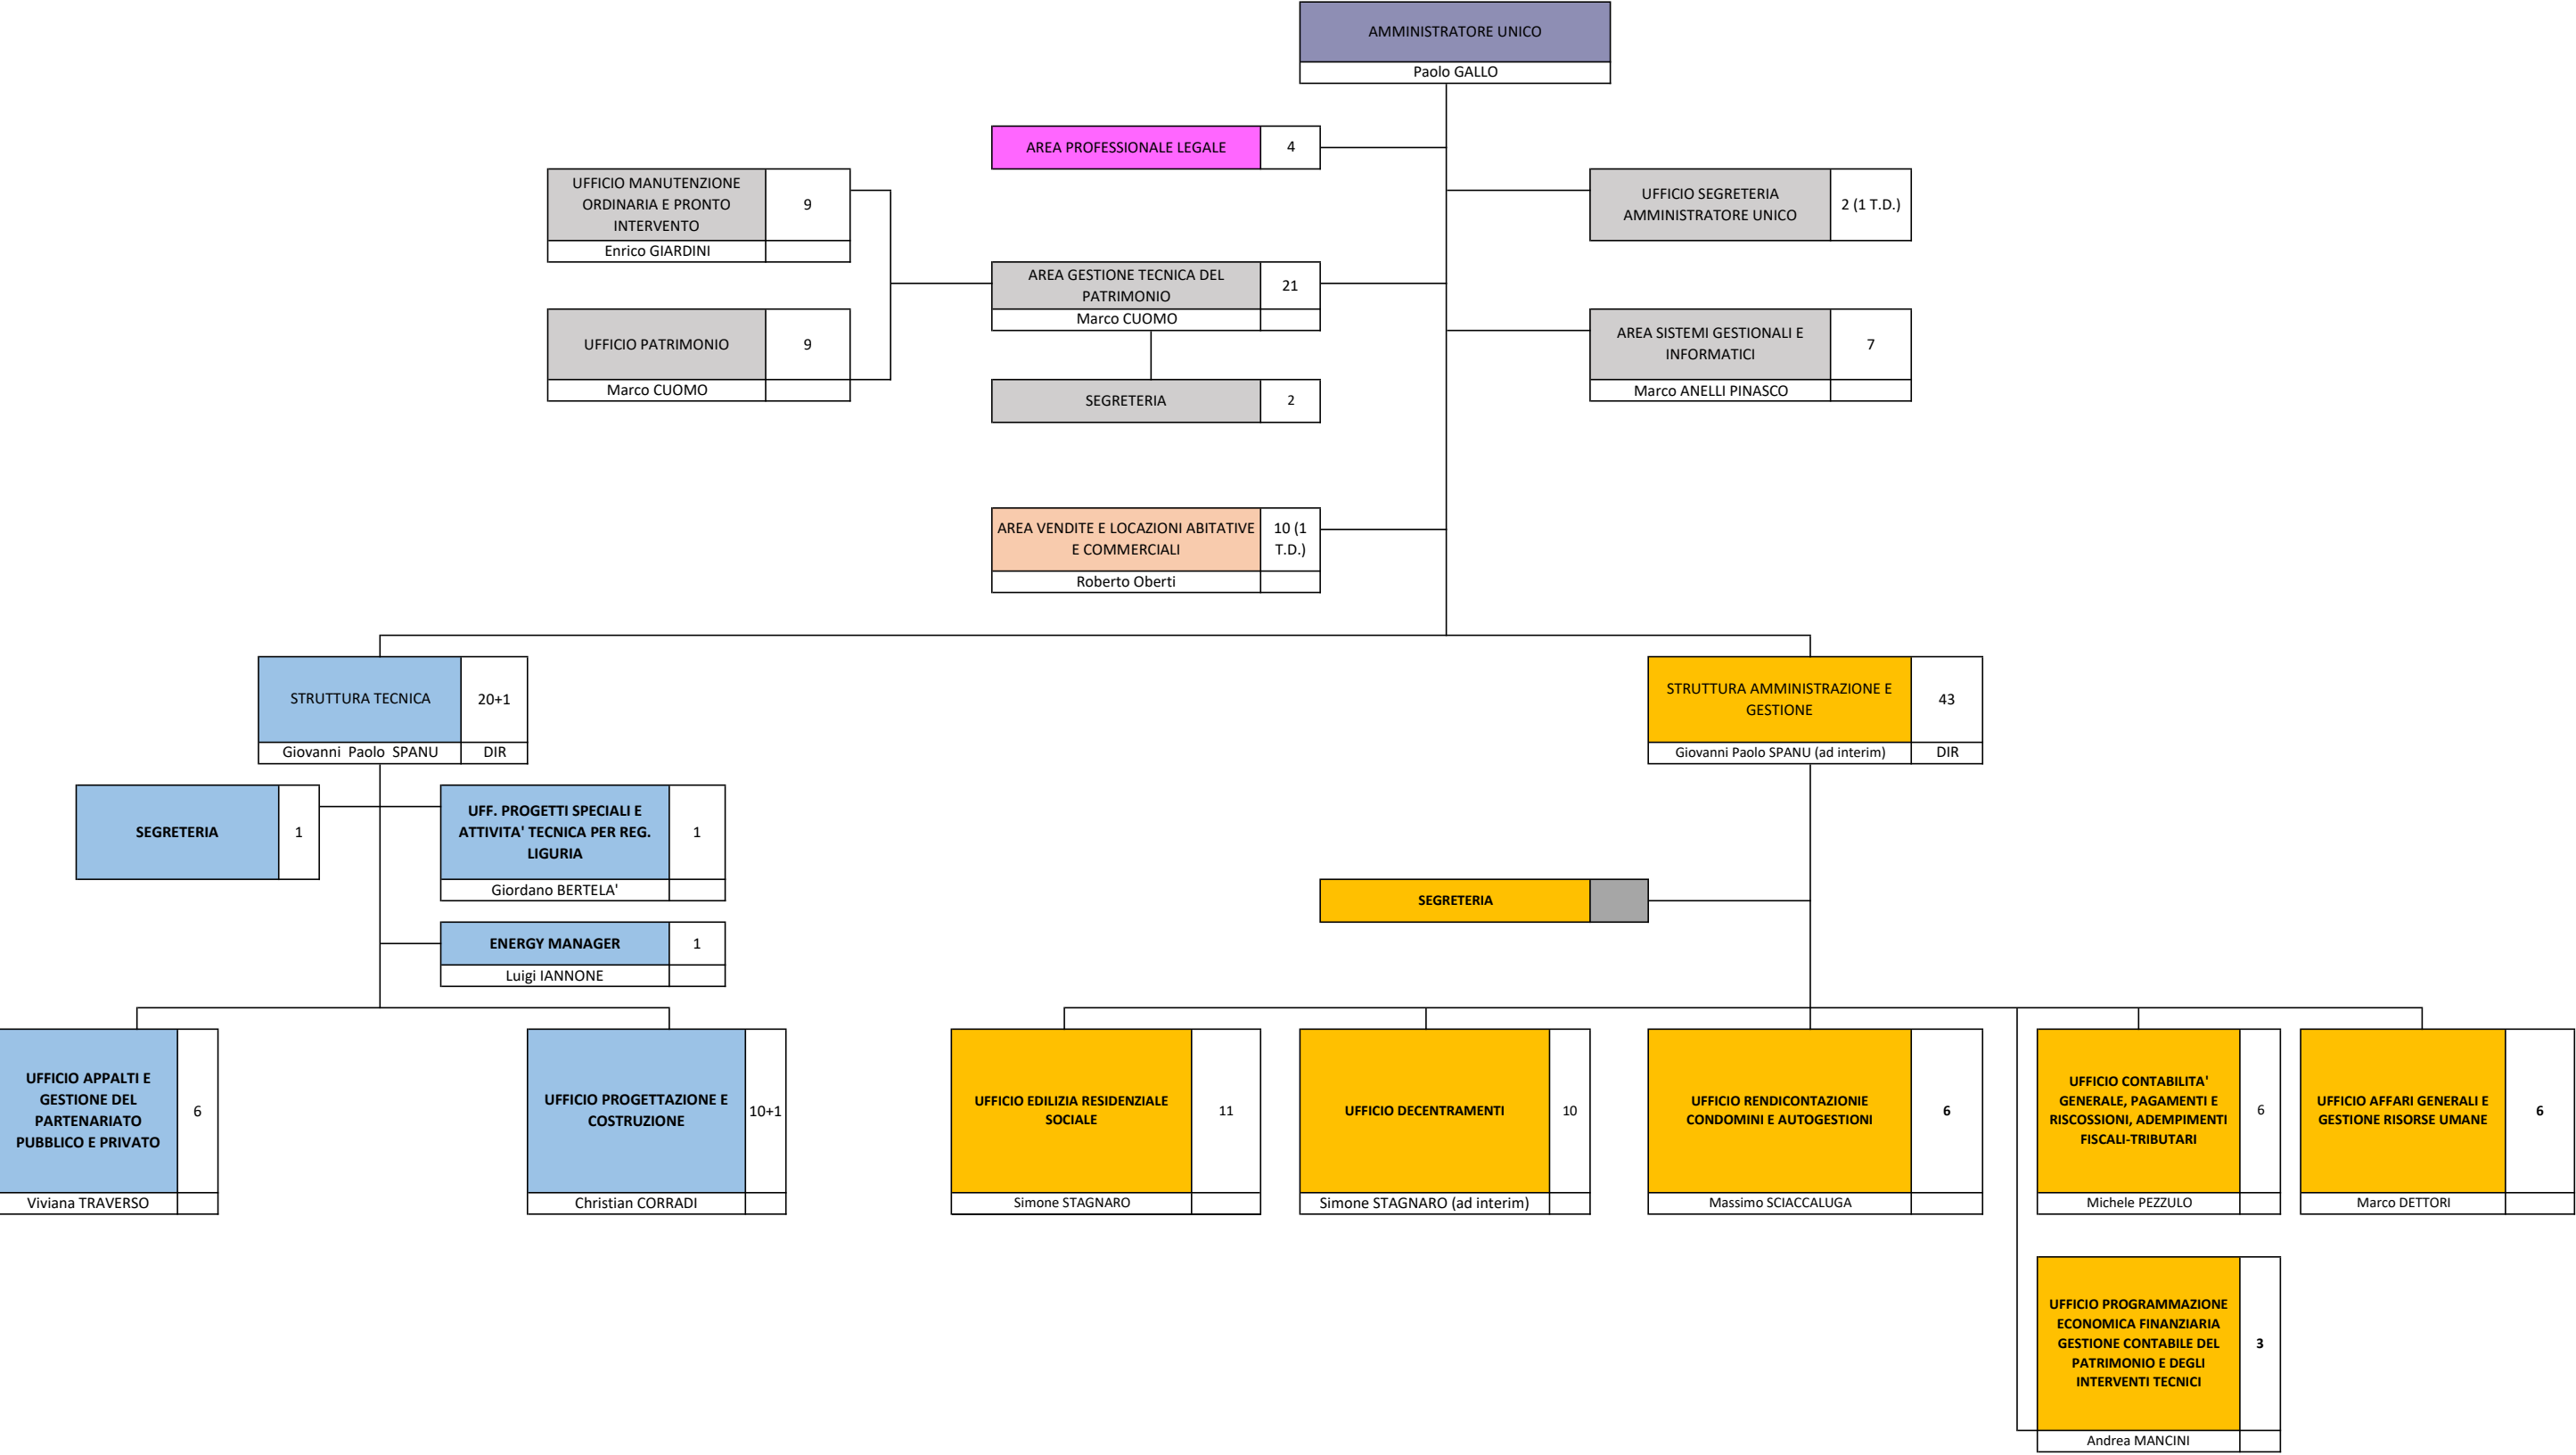 AMMINISTRATORE UNICO
Paolo GALLO
AREA PROFESSIONALE LEGALE
4
UFFICIO MANUTENZIONE
ORDINARIA E PRONTO
INTERVENTO
9
Enrico GIARDINI
UFFICIO SEGRETERIA
AMMINISTRATORE UNICO
2 (1 T.D.)
AREA GESTIONE TECNICA DEL
PATRIMONIO
21
Marco CUOMO
UFFICIO PATRIMONIO
9
Marco CUOMO
AREA SISTEMI GESTIONALI E
INFORMATICI
7
Marco ANELLI PINASCO
SEGRETERIA
2
AREA VENDITE E LOCAZIONI ABITATIVE
E COMMERCIALI
10 (1
T.D.)
Roberto Oberti
STRUTTURA TECNICA
20+1
Giovanni Paolo SPANU
DIR
STRUTTURA AMMINISTRAZIONE E
GESTIONE
43
Giovanni Paolo SPANU (ad interim)
DIR
SEGRETERIA
1
UFF. PROGETTI SPECIALI E
ATTIVITA' TECNICA PER REG.
LIGURIA
1
Giordano BERTELA'
SEGRETERIA
ENERGY MANAGER
1
Luigi IANNONE
UFFICIO APPALTI E
GESTIONE DEL
PARTENARIATO
PUBBLICO E PRIVATO
6
Viviana TRAVERSO
UFFICIO PROGETTAZIONE E
COSTRUZIONE
10+1
Christian CORRADI
UFFICIO EDILIZIA RESIDENZIALE
SOCIALE
11
Simone STAGNARO
UFFICIO DECENTRAMENTI
10
Simone STAGNARO (ad interim)
UFFICIO RENDICONTAZIONIE
CONDOMINI E AUTOGESTIONI
6
Massimo SCIACCALUGA
UFFICIO CONTABILITA'
GENERALE, PAGAMENTI E
RISCOSSIONI, ADEMPIMENTI
FISCALI-TRIBUTARI
6
Michele PEZZULO
UFFICIO AFFARI GENERALI E
GESTIONE RISORSE UMANE
6
Marco DETTORI
UFFICIO PROGRAMMAZIONE
ECONOMICA FINANZIARIA
GESTIONE CONTABILE DEL
PATRIMONIO E DEGLI
INTERVENTI TECNICI
3
Andrea MANCINI